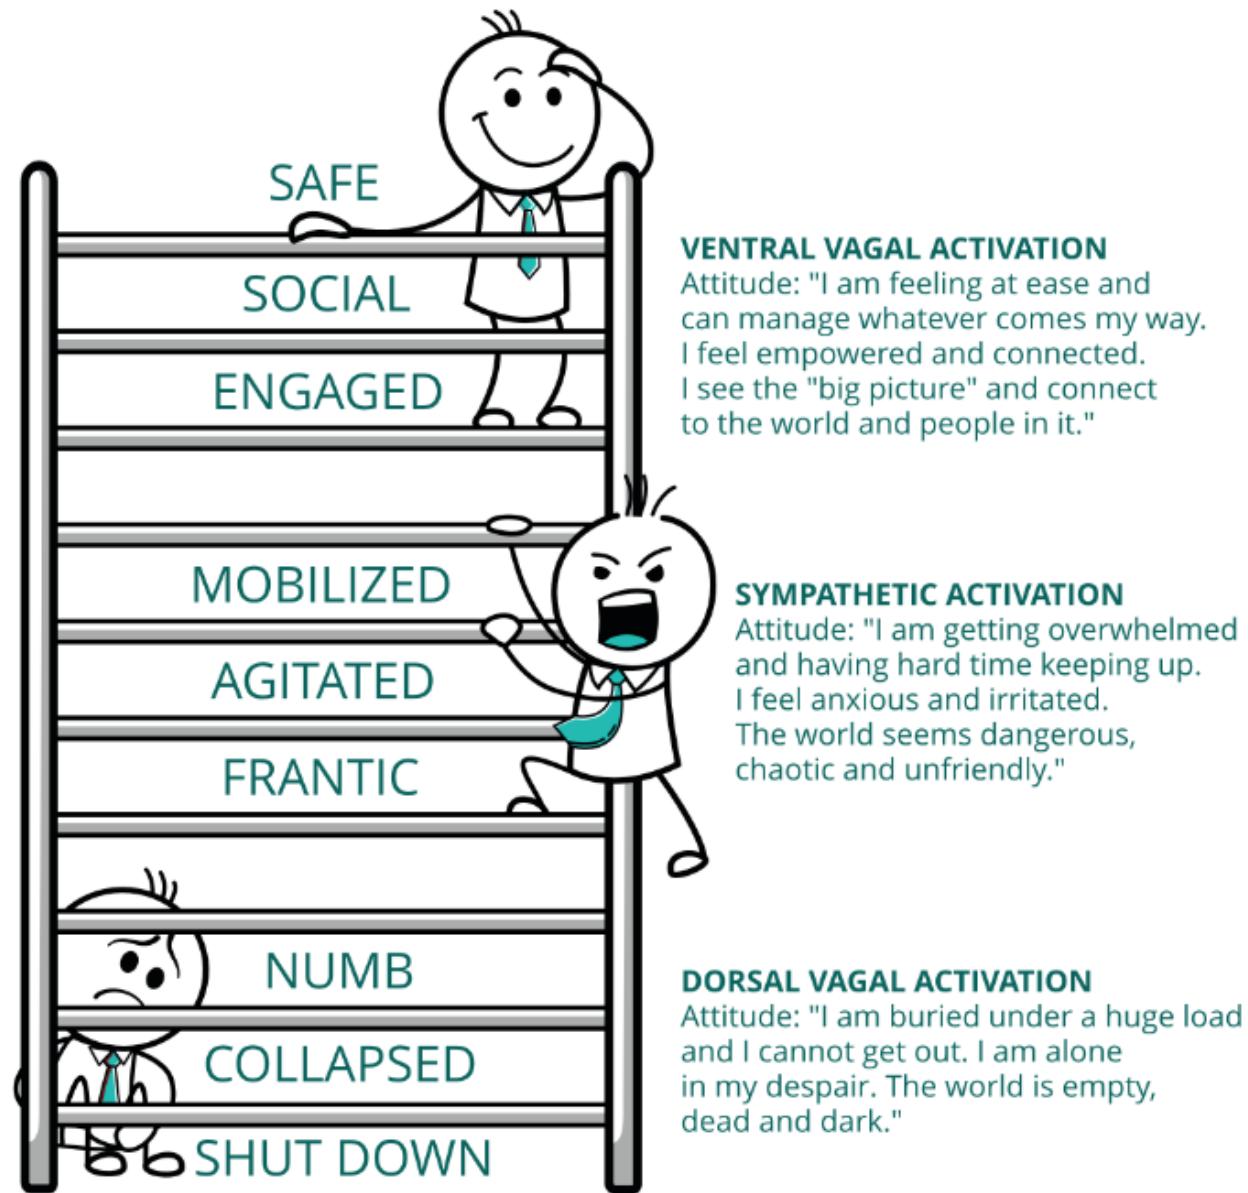 SAFE
SOCIAL
ENGAGED
VENTRAL VAGAL ACTIVATION
Attitude: "I am feeling at ease and
can manage whatever comes my way.
I feel empowered and connected.
I see the "big picture" and connect
to the world and people in it."
MOBILIZED
AGITATED
FRANTIC
SYMPATHETIC ACTIVATION
Attitude: "I am getting overwhelmed
and having hard time keeping up.
I feel anxious and irritated.
The world seems dangerous,
chaotic and unfriendly."
NUMB
COLLAPSED
SHUT DOWN
DORSAL VAGAL ACTIVATION
Attitude: "I am buried under a huge load
and I cannot get out. I am alone
in my despair. The world is empty,
dead and dark."